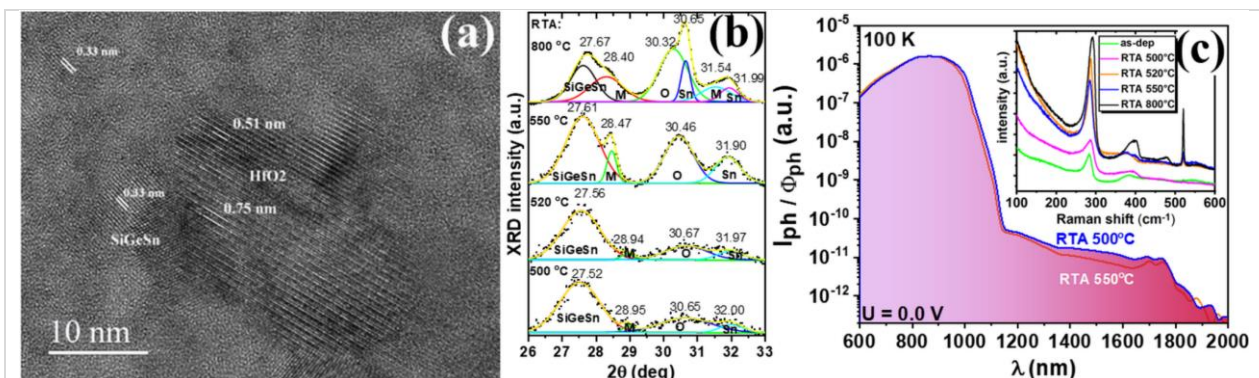 (a)
0.33 nm
0.51 nm
HfO2
0.33 nm
0.75 nm
SiGeSn
10 nm
(b)
RTA:
800 °C
27.67
28.40
30.32
30.65
31.54
31.99
SiGeSn
M
O
Sn
M
Sn
550 °C
27.61
28.47
30.46
31.90
SiGeSn
M
O
Sn
520 °C
27.56
28.94
30.67
31.97
SiGeSn
M
O
Sn
500 °C
27.52
28.95
30.65
32.00
SiGeSn
M
O
Sn
XRD intensity (a.u.)
26 27 28 29 30 31 32 33
2θ (deg)
(c)
100 K
Iph / Φph (a.u.)
10-5
10-6
10-7
10-8
10-9
10-10
10-11
10-12
U = 0.0 V
RTA 500°C
RTA 550°C
600 800 1000 1200 1400 1600 1800 2000
λ (nm)
as-dep
RTA 500°C
RTA 520°C
RTA 550°C
RTA 800°C
intensity (a.u.)
100 200 300 400 500 600
Raman shift (cm-1)